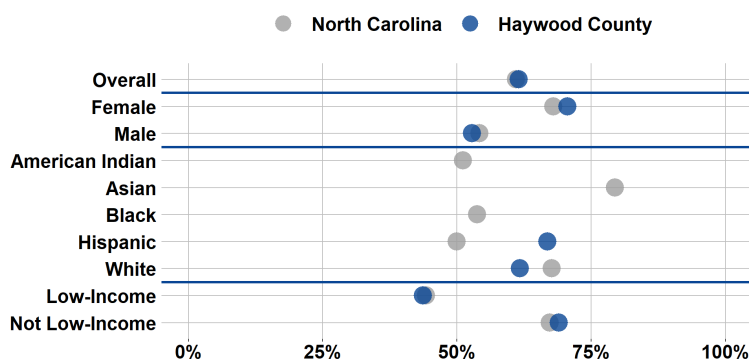 North Carolina Haywood County
Overall
Female
Male
American Indian
Asian
Black
Hispanic
White
Low-Income
Not Low-Income
0% 25% 50% 75% 100%